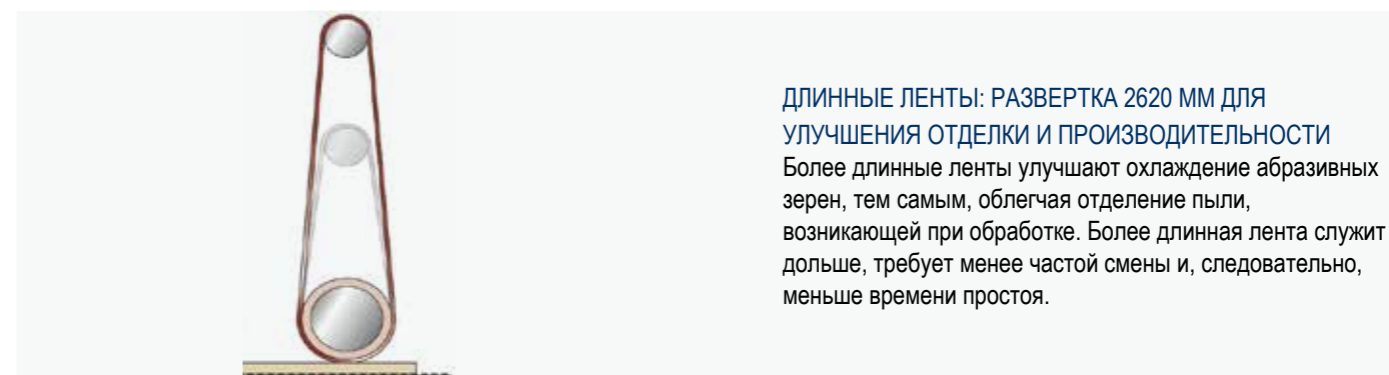 ДЛИННЫЕ ЛЕНТЫ: РАЗВЕРТКА 2620 ММ ДЛЯ
УЛУЧШЕНИЯ ОТДЕЛКИ И ПРОИЗВОДИТЕЛЬНОСТИ
Более длинные ленты улучшают охлаждение абразивных
зерен, тем самым, облегчая отделение пыли,
возникающей при обработке. Более длинная лента служит
дольше, требует менее частой смены и, следовательно,
меньше времени простоя.